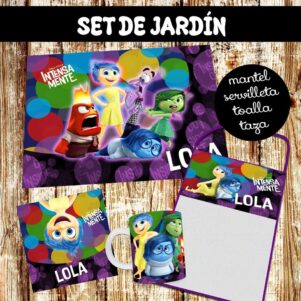 SET DE JARDÍN
mantel
servilleta
toalla
taza
INTENSA
MENTE
LOLA
INTENSA
MENTE
LOLA
INTENSA
MENTE
LOLA